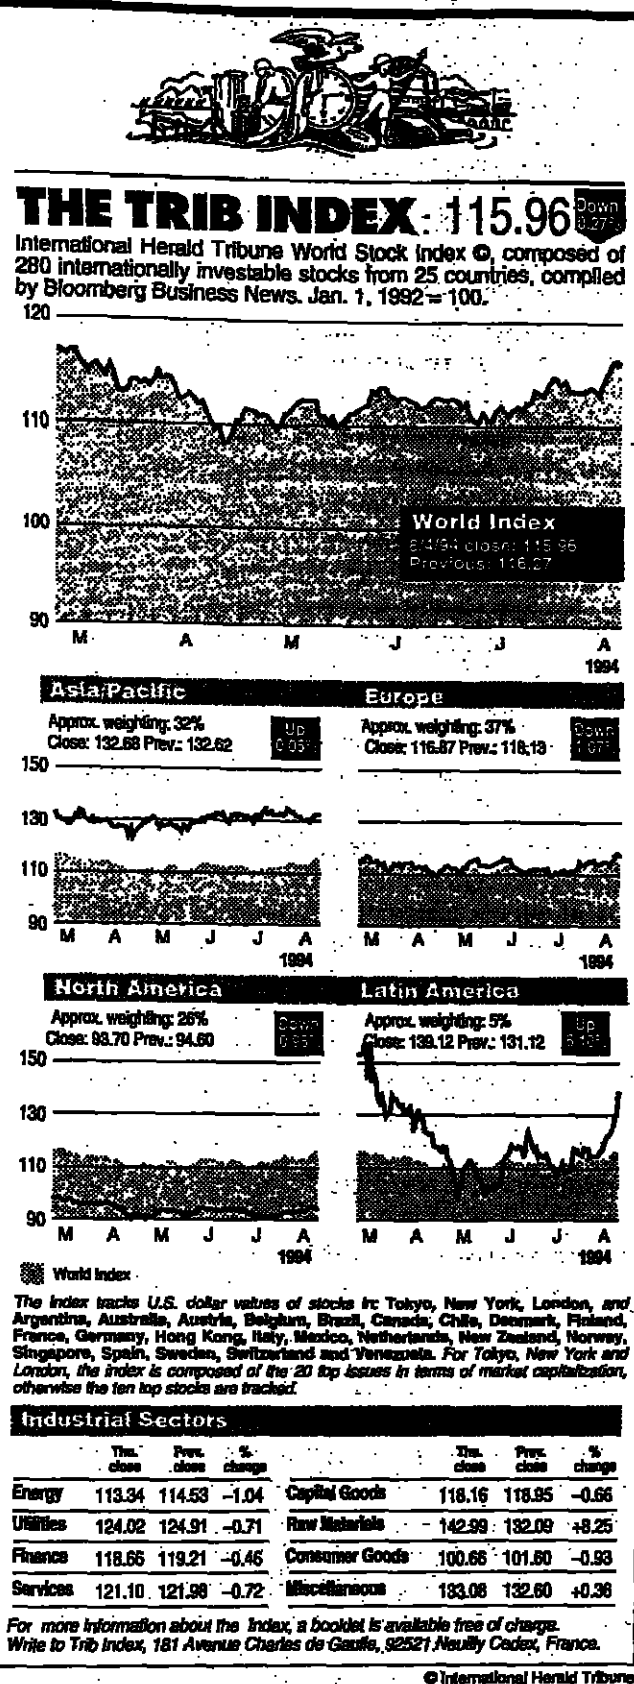 THE TRIB INDEX: 115.96 Down
International Herald Tribune World Stock Index ©, composed of
280 internationally investable stocks from 25 countries, compiled
by Bloomberg Business News. Jan. 1, 1992 = 100.
120
110
100
90
World Index
8/4/94 close: 115.96
Previous: 116.27
M A M J J A
1994
Asia/Pacific
Approx. weighting: 32%
Close: 132.68 Prev.: 132.62
Up
150
130
110
90
M A M J J A
1994
Europe
Approx. weighting: 37%
Close: 116.87 Prev.: 118.13
Down
M A M J J A
1994
North America
Approx. weighting: 26%
Close: 93.70 Prev.: 94.60
Down
150
130
110
90
M A M J J A
1994
Latin America
Approx. weighting: 5%
Close: 139.12 Prev.: 131.12
Up
M A M J J A
1994
World Index
The index tracks U.S. dollar values of stocks in: Tokyo, New York, London, and
Argentina, Australia, Austria, Belgium, Brazil, Canada, Chile, Denmark, Finland,
France, Germany, Hong Kong, Italy, Mexico, Netherlands, New Zealand, Norway,
Singapore, Spain, Sweden, Switzerland and Venezuela. For Tokyo, New York and
London, the index is composed of the 20 top issues in terms of market capitalization,
otherwise the ten top stocks are tracked.
Industrial Sectors
Thu. close Prev. close % change Thu. close Prev. close % change
Energy 113.34 114.53 –1.04 Capital Goods 118.16 118.95 –0.66
Utilities 124.02 124.91 –0.71 Raw Materials 142.99 132.09 +8.25
Finance 118.66 119.21 –0.46 Consumer Goods 100.66 101.60 –0.93
Services 121.10 121.98 –0.72 Miscellaneous 133.08 132.60 +0.36
For more information about the Index, a booklet is available free of charge.
Write to Trib Index, 181 Avenue Charles de Gaulle, 92521 Neuilly Cedex, France.
© International Herald Tribune